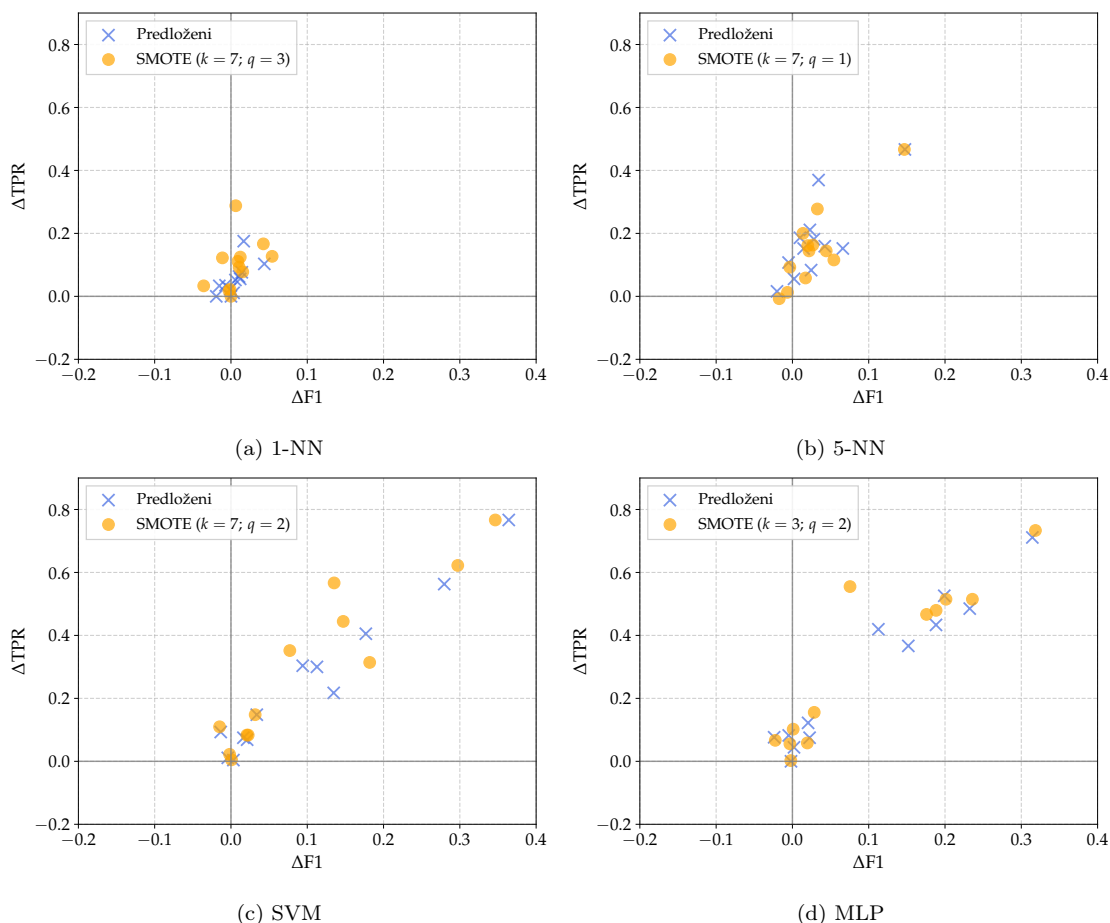 Predloženi
SMOTE (k = 7; q = 3)
ΔTPR
0.8
0.6
0.4
0.2
0.0
−0.2
−0.2
−0.1
0.0
0.1
0.2
0.3
0.4
ΔF1
(a) 1-NN
Predloženi
SMOTE (k = 7; q = 1)
ΔTPR
0.8
0.6
0.4
0.2
0.0
−0.2
−0.2
−0.1
0.0
0.1
0.2
0.3
0.4
ΔF1
(b) 5-NN
Predloženi
SMOTE (k = 7; q = 2)
ΔTPR
0.8
0.6
0.4
0.2
0.0
−0.2
−0.2
−0.1
0.0
0.1
0.2
0.3
0.4
ΔF1
(c) SVM
Predloženi
SMOTE (k = 3; q = 2)
ΔTPR
0.8
0.6
0.4
0.2
0.0
−0.2
−0.2
−0.1
0.0
0.1
0.2
0.3
0.4
ΔF1
(d) MLP